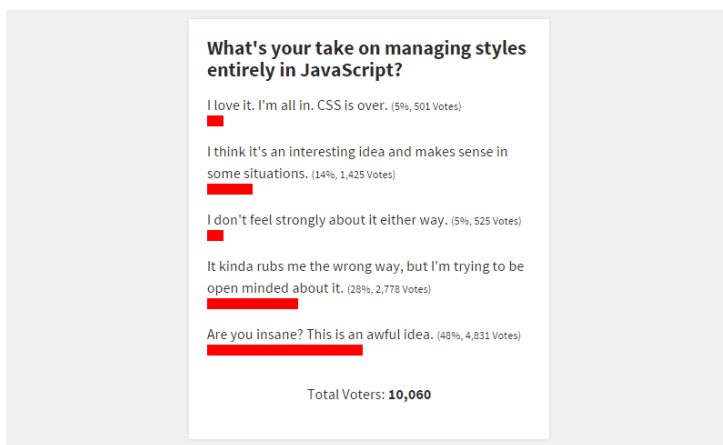 What's your take on managing styles
entirely in JavaScript?
I love it. I'm all in. CSS is over. (5%, 501 Votes)
I think it's an interesting idea and makes sense in
some situations. (14%, 1,425 Votes)
I don't feel strongly about it either way. (5%, 525 Votes)
It kinda rubs me the wrong way, but I'm trying to be
open minded about it. (28%, 2,778 Votes)
Are you insane? This is an awful idea. (48%, 4,831 Votes)
Total Voters: 10,060